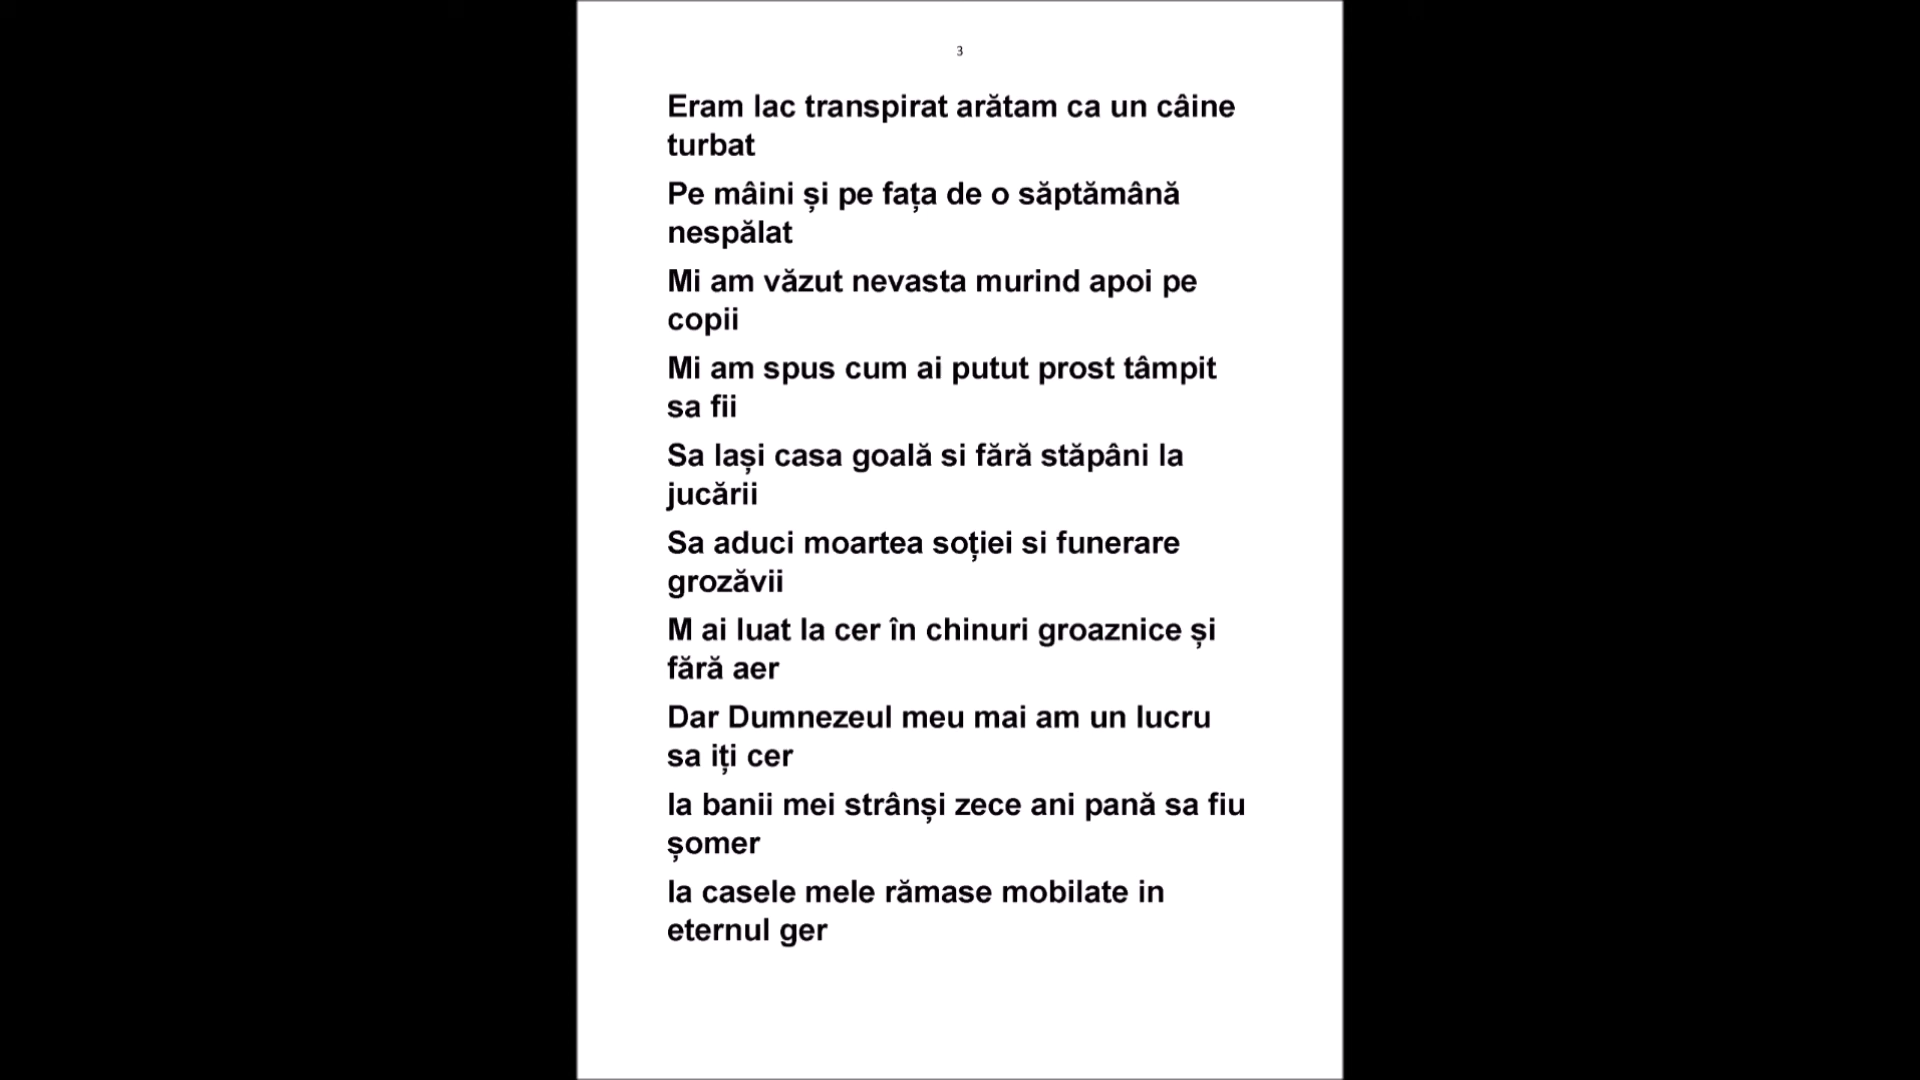 3
Eram lac transpirat arătam ca un câine
turbat
Pe mâini și pe fața de o săptămână
nespălat
Mi am văzut nevasta murind apoi pe
copii
Mi am spus cum ai putut prost tâmpit
sa fii
Sa lași casa goală si fără stăpâni la
jucării
Sa aduci moartea soției si funerare
grozăvii
M ai luat la cer în chinuri groaznice și
fără aer
Dar Dumnezeul meu mai am un lucru
sa iți cer
Ia banii mei strânși zece ani pană sa fiu
șomer
Ia casele mele rămase mobilate in
eternul ger